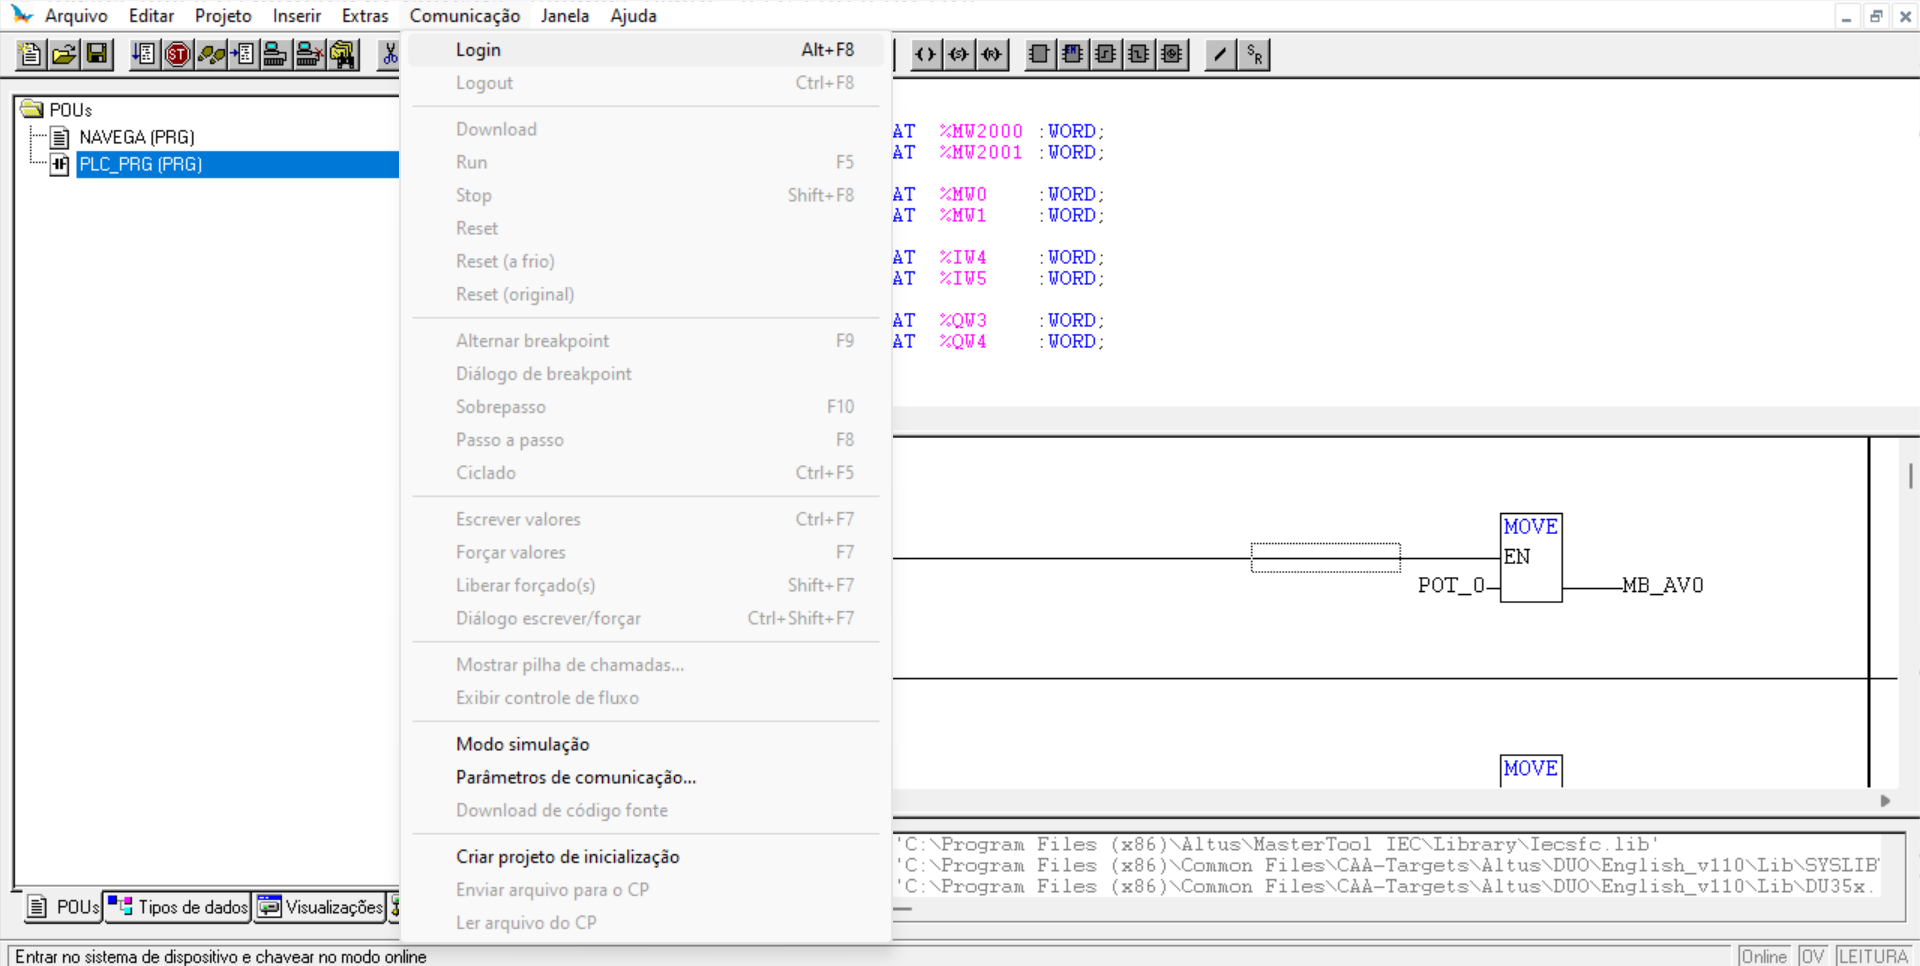 Arquivo Editar Projeto Inserir Extras Comunicação Janela Ajuda
POUs
NAVEGA (PRG)
PLC_PRG (PRG)
Login Alt+F8
Logout Ctrl+F8
Download
Run F5
Stop Shift+F8
Reset
Reset (a frio)
Reset (original)
Alternar breakpoint F9
Diálogo de breakpoint
Sobrepasso F10
Passo a passo F8
Ciclado Ctrl+F5
Escrever valores Ctrl+F7
Forçar valores F7
Liberar forçado(s) Shift+F7
Diálogo escrever/forçar Ctrl+Shift+F7
Mostrar pilha de chamadas...
Exibir controle de fluxo
Modo simulação
Parâmetros de comunicação...
Download de código fonte
Criar projeto de inicialização
Enviar arquivo para o CP
Ler arquivo do CP
AT %MW2000 :WORD;
AT %MW2001 :WORD;
AT %MW0 :WORD;
AT %MW1 :WORD;
AT %IW4 :WORD;
AT %IW5 :WORD;
AT %QW3 :WORD;
AT %QW4 :WORD;
MOVE
EN
POT_0 MB_AV0
MOVE
'C:\Program Files (x86)\Altus\MasterTool IEC\Library\Iecsfc.lib'
'C:\Program Files (x86)\Common Files\CAA-Targets\Altus\DUO\English_v110\Lib\SYSLIB
'C:\Program Files (x86)\Common Files\CAA-Targets\Altus\DUO\English_v110\Lib\DU35x.
POUs Tipos de dados Visualizações
Entrar no sistema de dispositivo e chavear no modo online
Online OV LEITURA